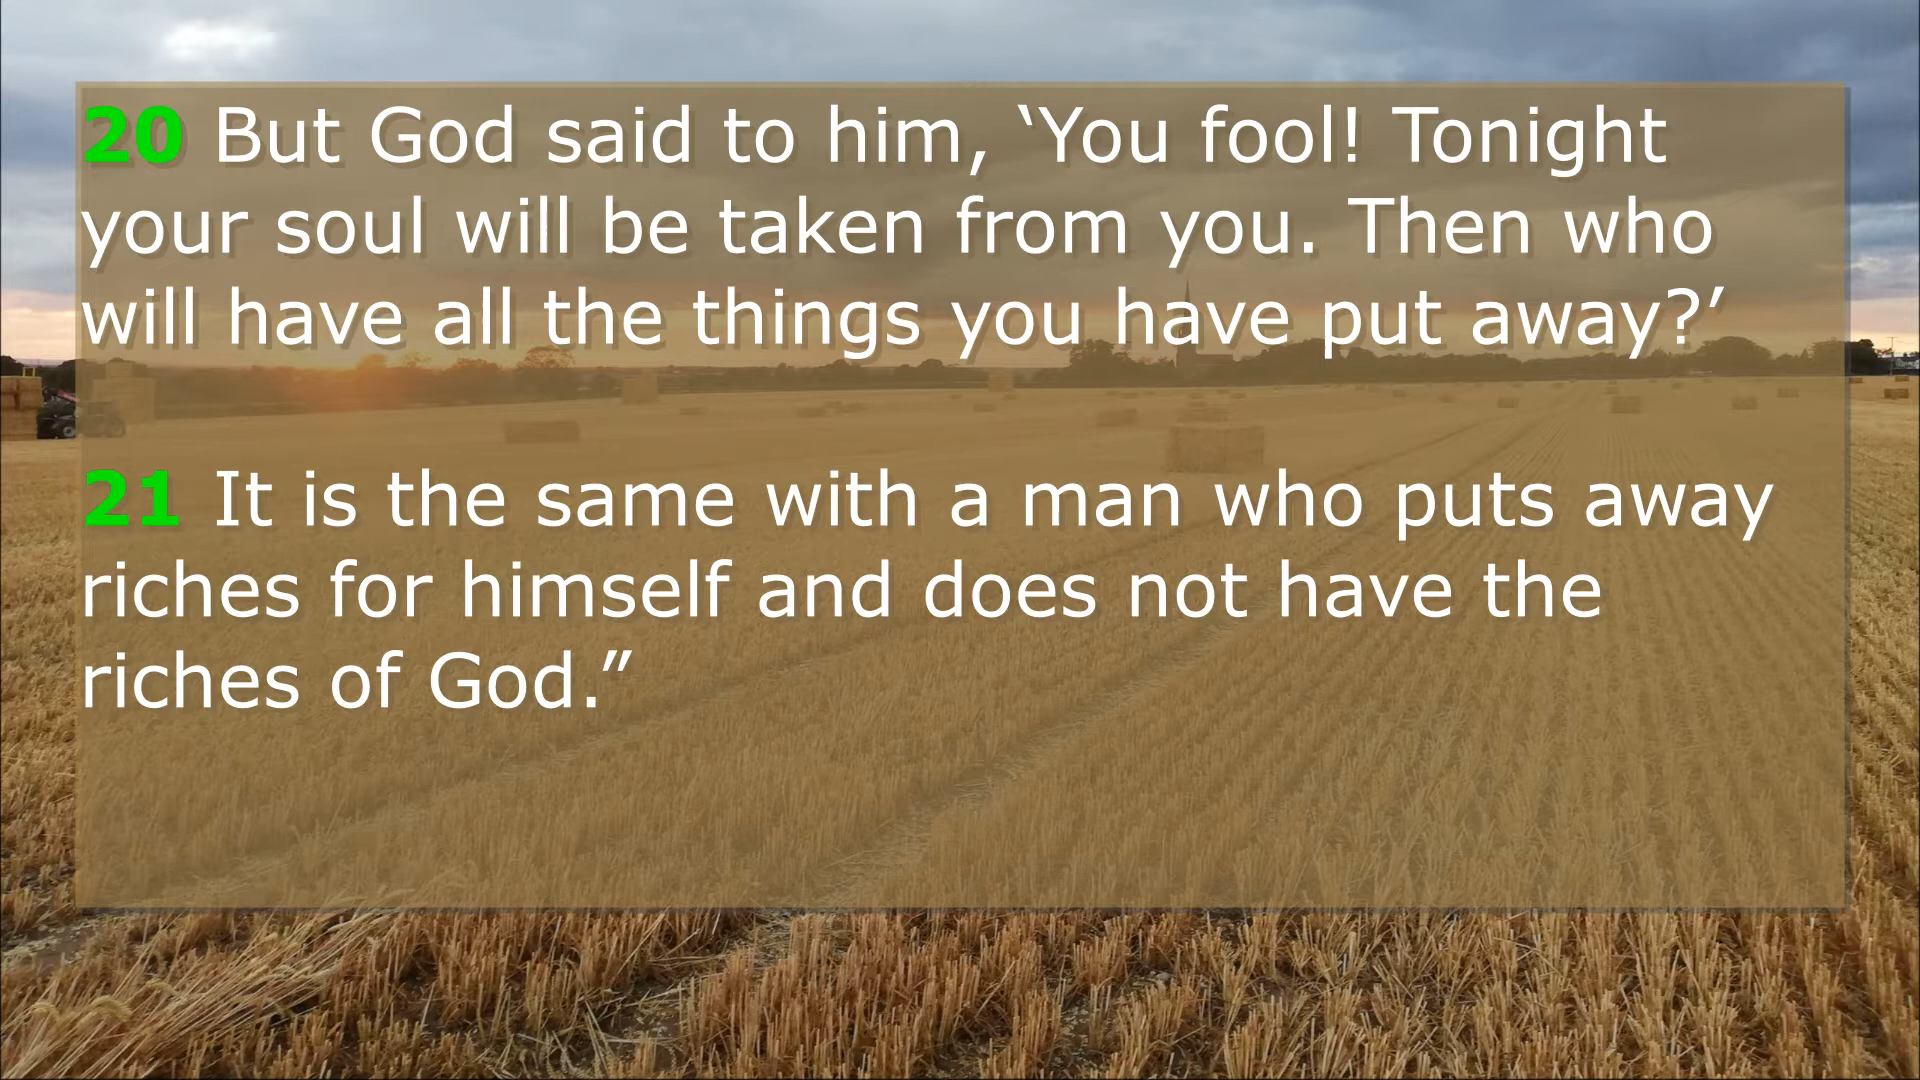 20 But God said to him, ‘You fool! Tonight
your soul will be taken from you. Then who
will have all the things you have put away?’
21 It is the same with a man who puts away
riches for himself and does not have the
riches of God.”